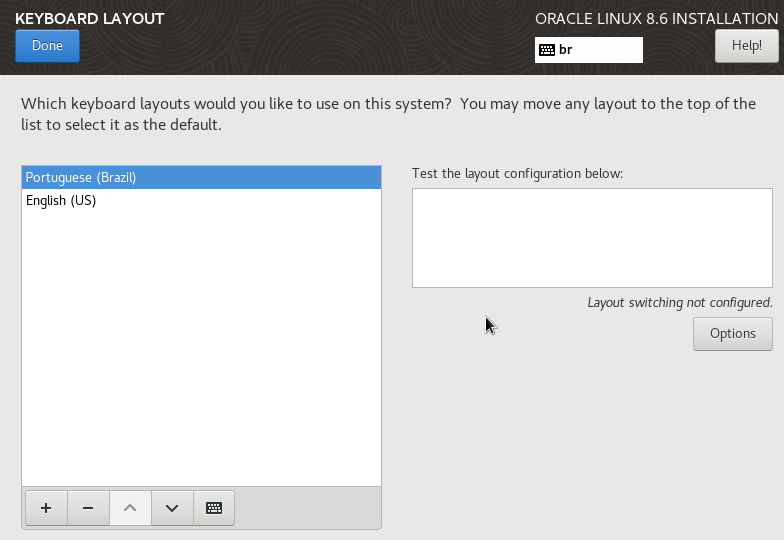 KEYBOARD LAYOUT
Done
ORACLE LINUX 8.6 INSTALLATION
br
Help!
Which keyboard layouts would you like to use on this system?  You may move any layout to the top of the
list to select it as the default.
Portuguese (Brazil)
English (US)
Test the layout configuration below:
Layout switching not configured.
Options